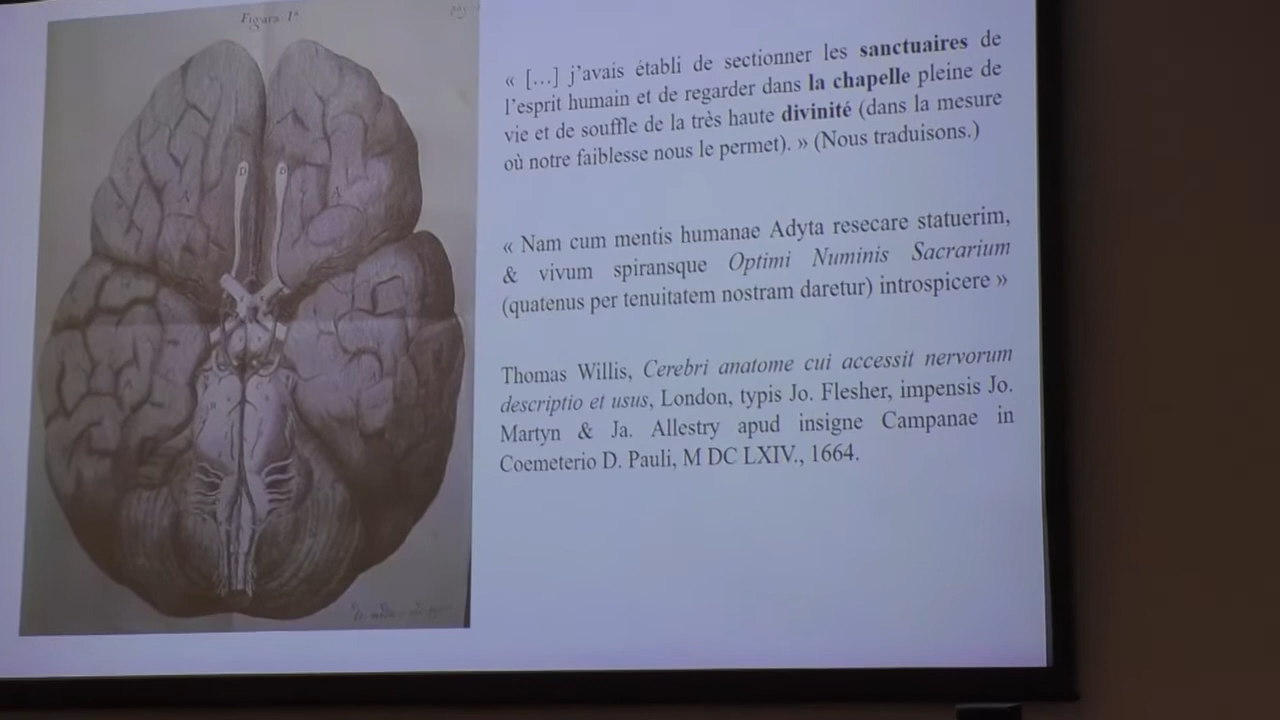 Figura 1ª
« […] j’avais établi de sectionner les sanctuaires de
l’esprit humain et de regarder dans la chapelle pleine de
vie et de souffle de la très haute divinité (dans la mesure
où notre faiblesse nous le permet). » (Nous traduisons.)
« Nam cum mentis humanae Adyta resecare statuerim,
& vivum spiransque Optimi Numinis Sacrarium
(quatenus per tenuitatem nostram daretur) introspicere »
Thomas Willis, Cerebri anatome cui accessit nervorum
descriptio et usus, London, typis Jo. Flesher, impensis Jo.
Martyn & Ja. Allestry apud insigne Campanae in
Coemeterio D. Pauli, M DC LXIV., 1664.
D D
A